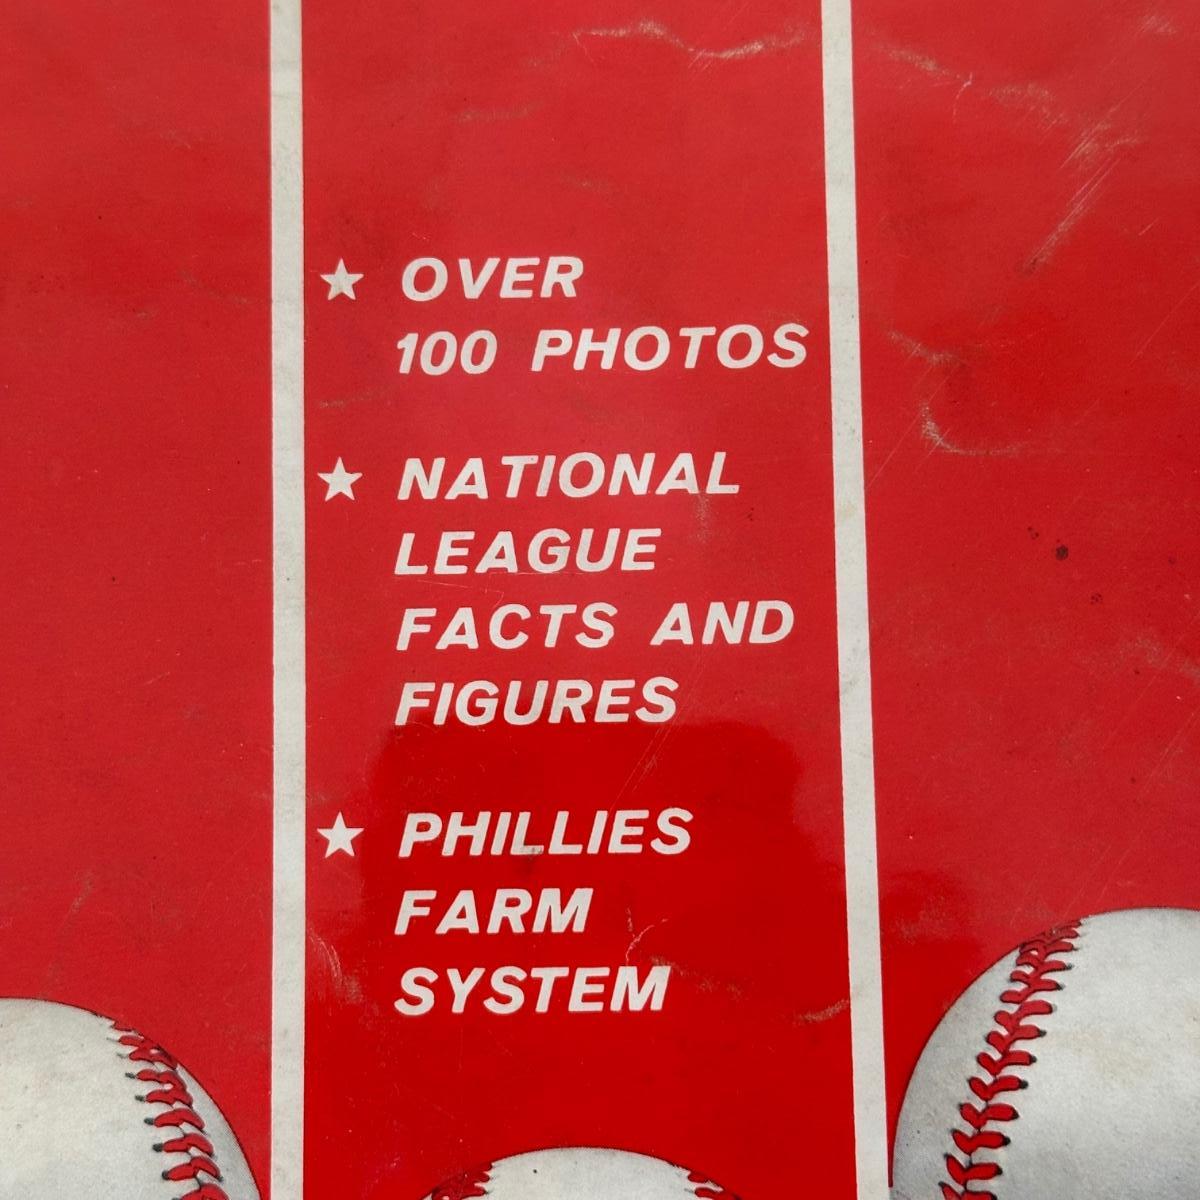 ★ OVER
100 PHOTOS
★ NATIONAL
LEAGUE
FACTS AND
FIGURES
★ PHILLIES
FARM
SYSTEM